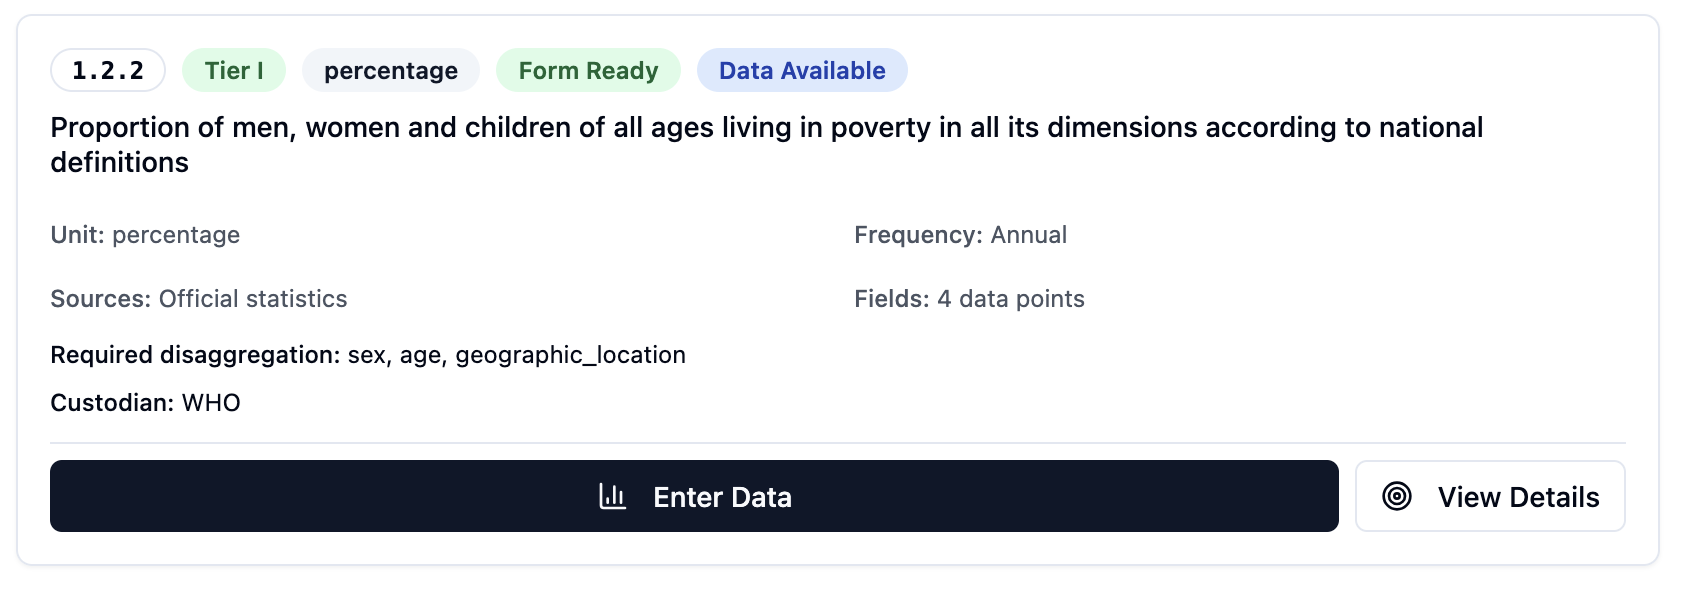 1.2.2 Tier I percentage Form Ready Data Available
Proportion of men, women and children of all ages living in poverty in all its dimensions according to national
definitions
Unit: percentage Frequency: Annual
Sources: Official statistics Fields: 4 data points
Required disaggregation: sex, age, geographic_location
Custodian: WHO
Enter Data View Details